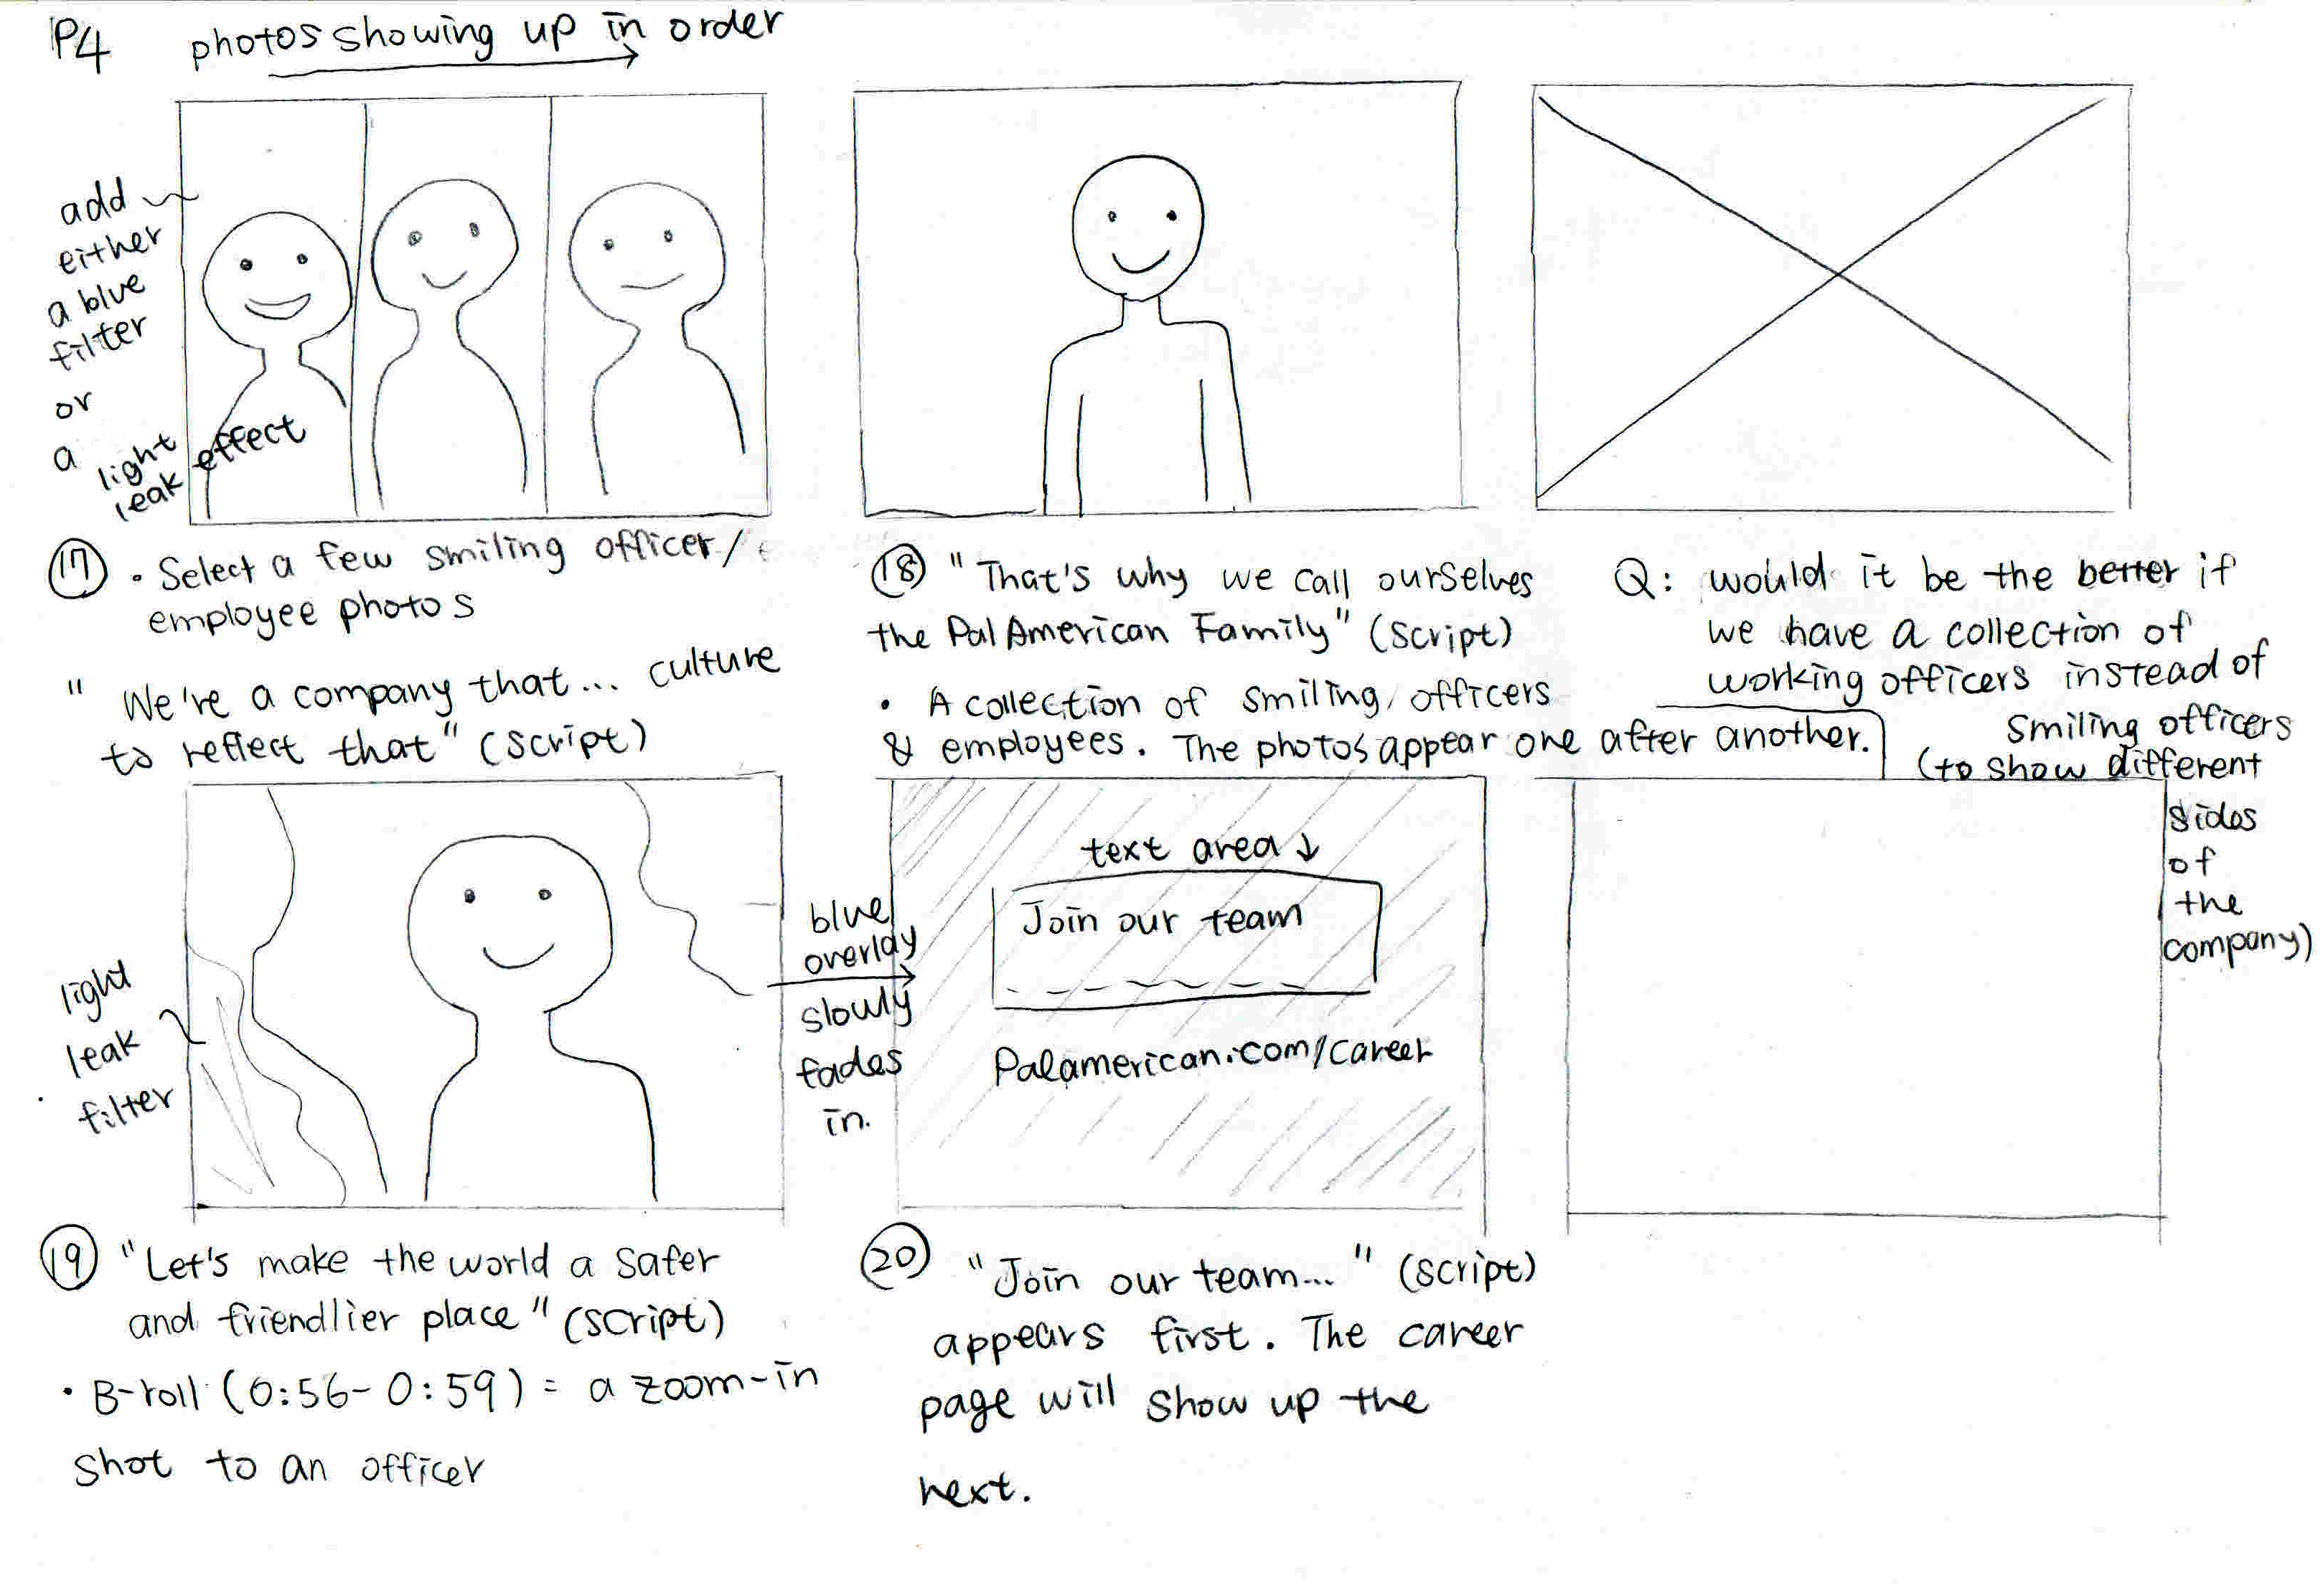 P4
photos showing up in order
add
either
a blue
filter
or
a light
leak effect
17 • Select a few smiling officer/
employee photos
" We're a company that... culture
to reflect that" (script)
18 "That's why we call ourselves
the PalAmerican Family" (script)
• A collection of smiling officers
& employees. The photos appear one after another.
Q: would it be the better if
we have a collection of
working officers instead of
smiling officers
(to show different
sides
of
the
company)
light
leak
filter
blue
overlay
slowly
fades
in.
text area ↓
Join our team
Palamerican.com/career
19 "Let's make the world a safer
and friendlier place" (script)
• B-roll (0:56-0:59) = a zoom-in
shot to an officer
20 "Join our team..." (script)
appears first. The career
page will show up the
next.